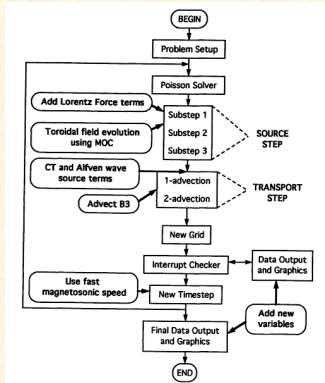 BEGIN
Problem Setup
Poisson Solver
Add Lorentz Force terms
Toroidal field evolution
using MOC
Substep 1
Substep 2
Substep 3
SOURCE
STEP
CT and Alfven wave
source terms
Advect B3
1-advection
2-advection
TRANSPORT
STEP
New Grid
Interrupt Checker
Data Output
and Graphics
Use fast
magnetosonic speed
New Timestep
Add new
variables
Final Data Output
and Graphics
END